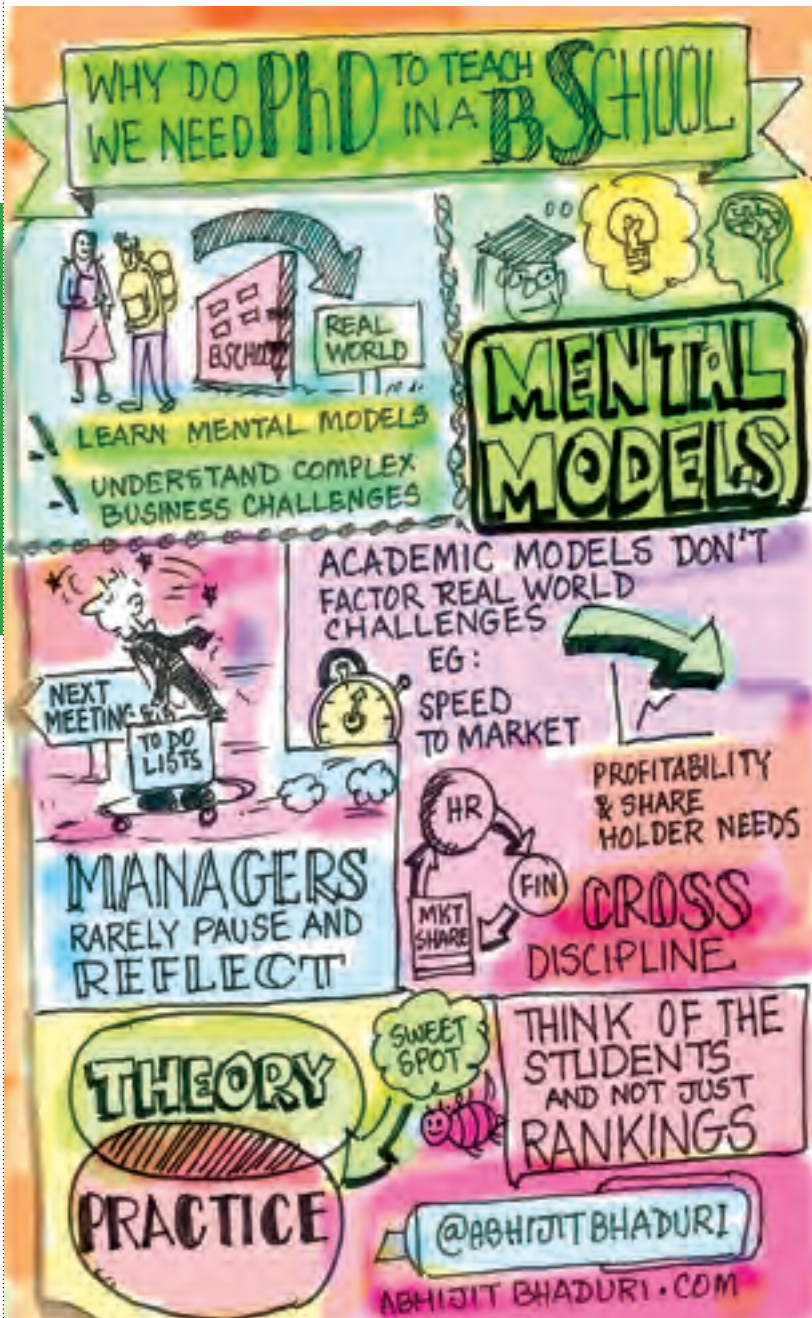 WHY DO WE NEED PhD TO TEACH IN A B SCHOOL
B.SCHOOL
REAL
WORLD
LEARN MENTAL MODELS
UNDERSTAND COMPLEX
BUSINESS CHALLENGES
MENTAL
MODELS
NEXT
MEETING
TO DO
LISTS
MANAGERS
RARELY PAUSE AND
REFLECT
ACADEMIC MODELS DON'T
FACTOR REAL WORLD
CHALLENGES
EG:
SPEED
TO MARKET
PROFITABILITY
& SHARE
HOLDER NEEDS
HR
FIN
MKT
SHARE
CROSS
DISCIPLINE
THEORY
PRACTICE
SWEET
SPOT
THINK OF THE
STUDENTS
AND NOT JUST
RANKINGS
@ABHIJITBHADURI
ABHIJIT BHADURI.COM